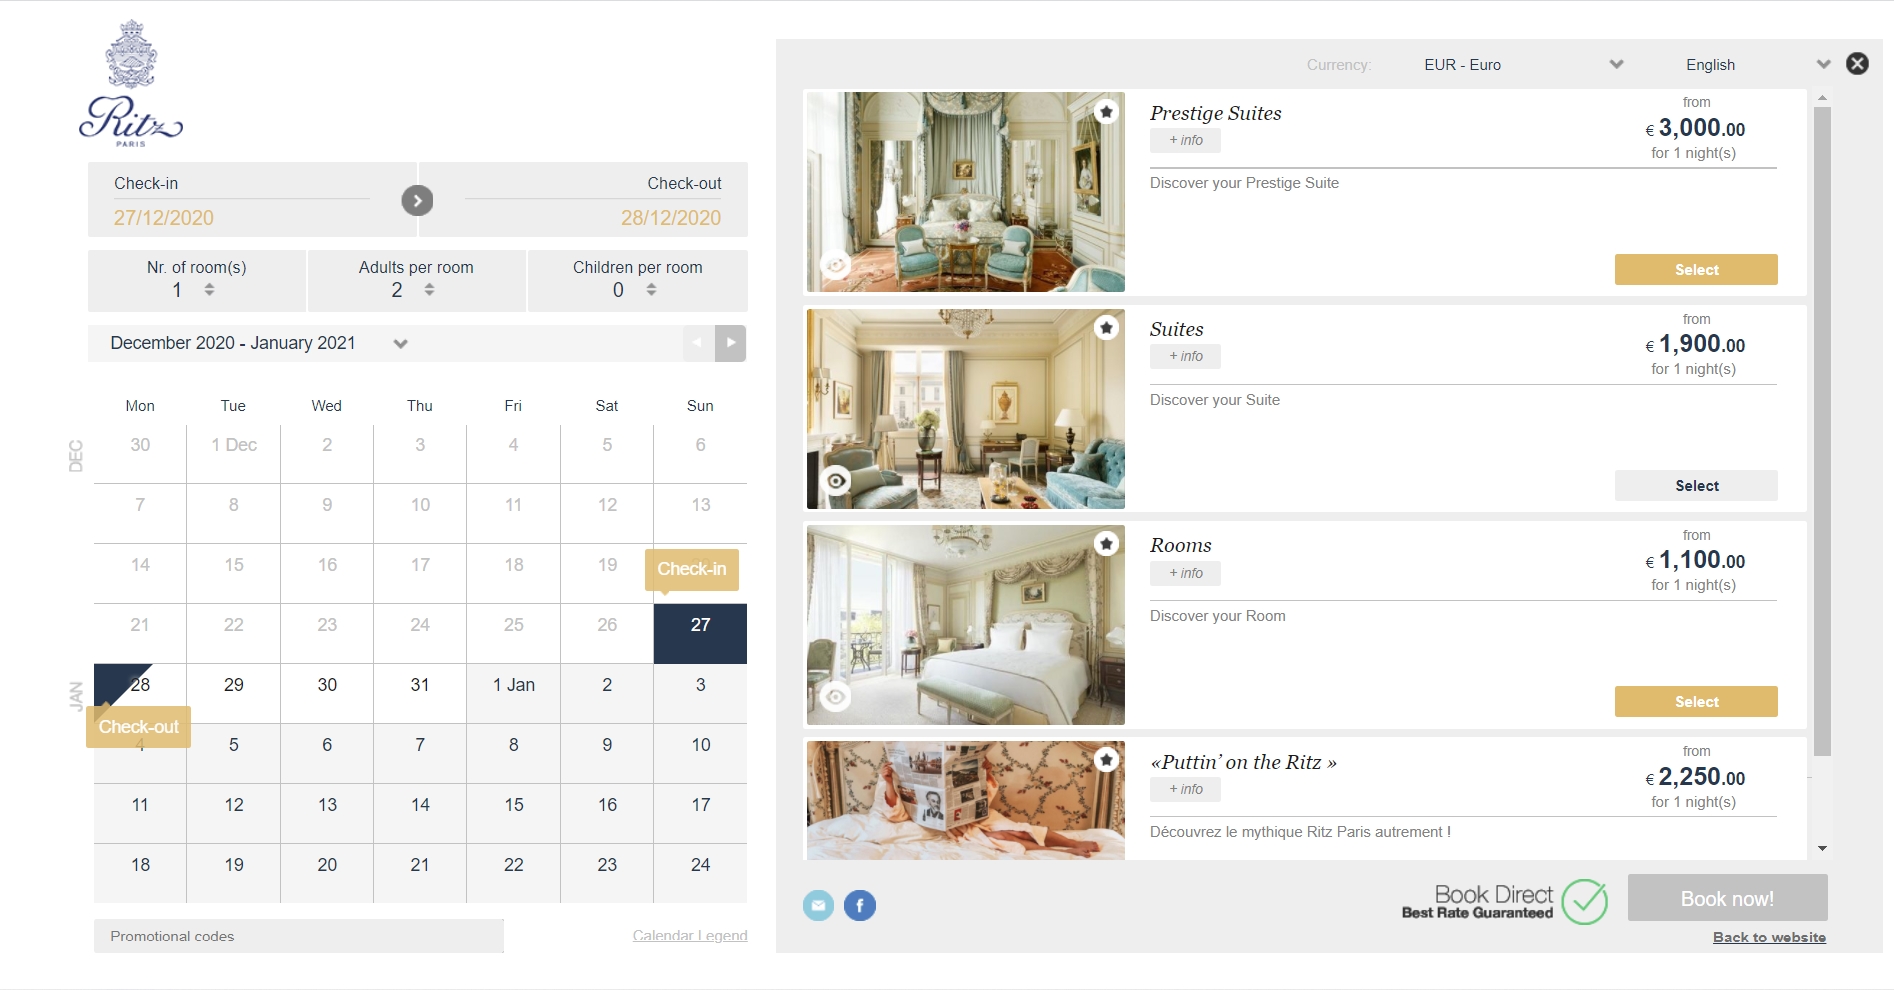 Ritz
PARIS
Check-in
27/12/2020
Check-out
28/12/2020
Nr. of room(s)
1
Adults per room
2
Children per room
0
December 2020 - January 2021
Mon Tue Wed Thu Fri Sat Sun
DEC
30 1 Dec 2 3 4 5 6
7 8 9 10 11 12 13
14 15 16 17 18 19
Check-in
21 22 23 24 25 26 27
JAN
28 29 30 31 1 Jan 2 3
Check-out
4 5 6 7 8 9 10
11 12 13 14 15 16 17
18 19 20 21 22 23 24
Promotional codes
Calendar Legend
Currency: EUR - Euro English
Prestige Suites
+ info
from
€ 3,000.00
for 1 night(s)
Discover your Prestige Suite
Select
Suites
+ info
from
€ 1,900.00
for 1 night(s)
Discover your Suite
Select
Rooms
+ info
from
€ 1,100.00
for 1 night(s)
Discover your Room
Select
«Puttin’ on the Ritz »
+ info
from
€ 2,250.00
for 1 night(s)
Découvrez le mythique Ritz Paris autrement !
f
Book Direct
Best Rate Guaranteed
Book now!
Back to website